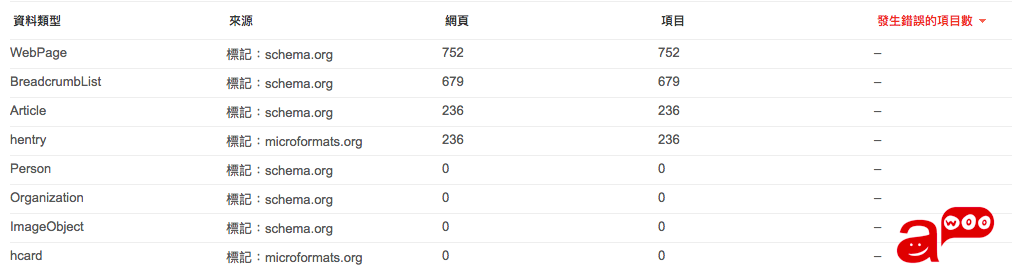 資料類型 來源 網頁 項目 發生錯誤的項目數
WebPage 標記：schema.org 752 752 –
BreadcrumbList 標記：schema.org 679 679 –
Article 標記：schema.org 236 236 –
hentry 標記：microformats.org 236 236 –
Person 標記：schema.org 0 0 –
Organization 標記：schema.org 0 0 –
ImageObject 標記：schema.org 0 0 –
hcard 標記：microformats.org 0 0 –
awoo